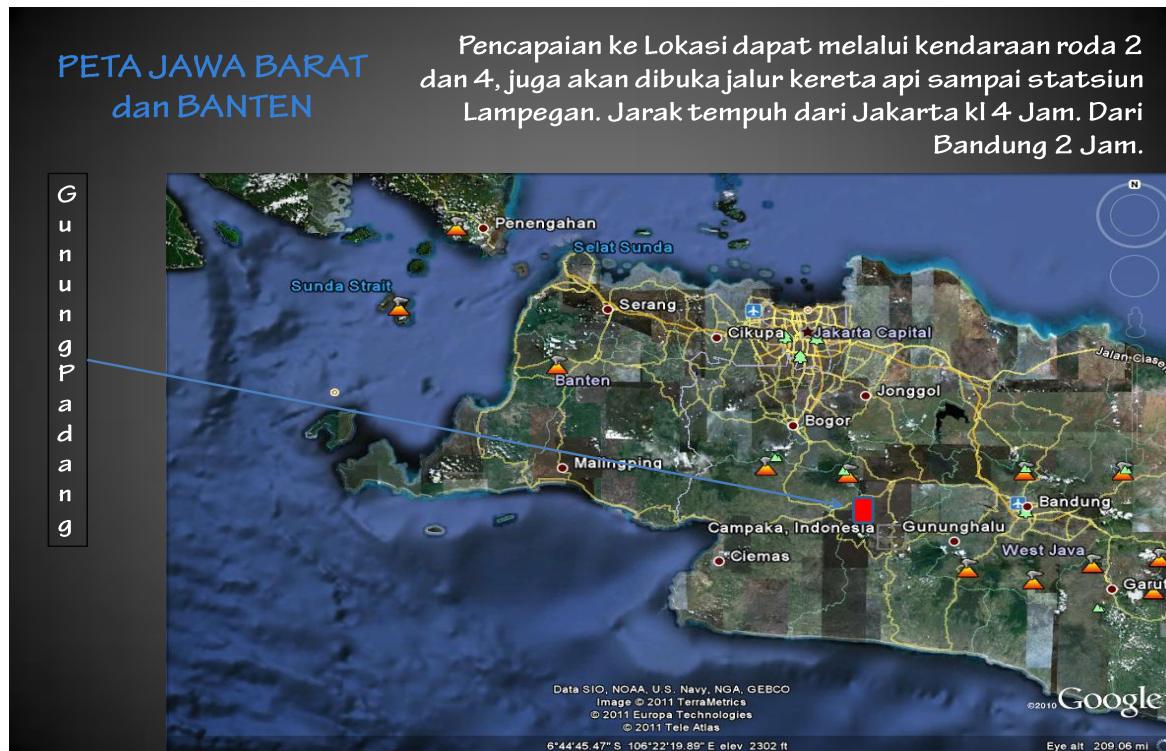 PETA JAWA BARAT
dan BANTEN
Pencapaian ke Lokasi dapat melalui kendaraan roda 2
dan 4, juga akan dibuka jalur kereta api sampai statsiun
Lampegan. Jarak tempuh dari Jakarta kl 4 Jam. Dari
Bandung 2 Jam.
Gunung Padang
N
Penengahan
Selat Sunda
Sunda Strait
Serang
Cikupa
Jakarta Capital
Jalan Ciase
Banten
Jonggol
Bogor
Malingping
Bandung
Campaka, Indonesia
Gununghalu
Ciemas
West Java
Garut
Data SIO, NOAA, U.S. Navy, NGA, GEBCO
Image © 2011 TerraMetrics
© 2011 Europa Technologies
© 2011 Tele Atlas
©2010 Google
6°44'45.47" S 106°22'19.89" E elev 2302 ft
Eye alt 209.06 mi